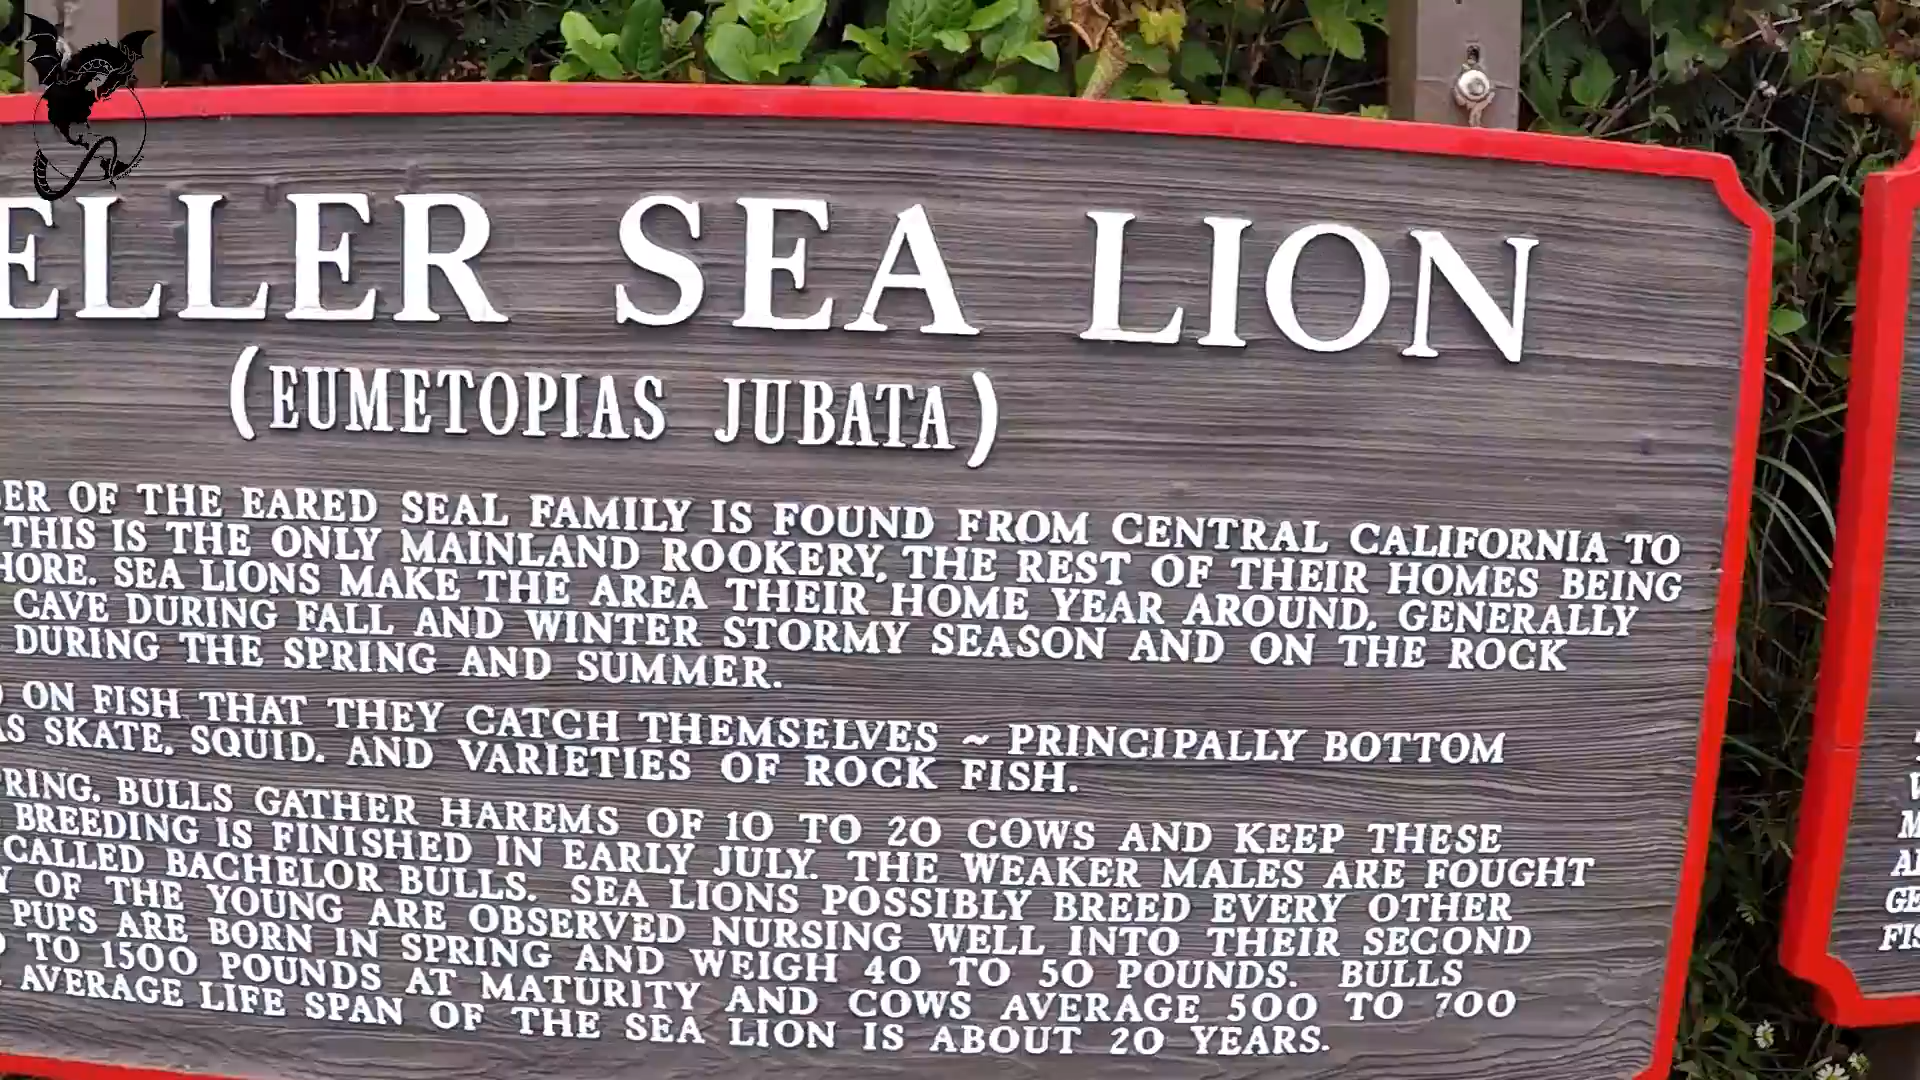 ELLER SEA LION
(EUMETOPIAS JUBATA)
ER OF THE EARED SEAL FAMILY IS FOUND FROM CENTRAL CALIFORNIA TO
THIS IS THE ONLY MAINLAND ROOKERY, THE REST OF THEIR HOMES BEING
HORE. SEA LIONS MAKE THE AREA THEIR HOME YEAR AROUND, GENERALLY
CAVE DURING FALL AND WINTER STORMY SEASON AND ON THE ROCK
DURING THE SPRING AND SUMMER.
ON FISH THAT THEY CATCH THEMSELVES ~ PRINCIPALLY BOTTOM
AS SKATE, SQUID, AND VARIETIES OF ROCK FISH.
RING, BULLS GATHER HAREMS OF 10 TO 20 COWS AND KEEP THESE
BREEDING IS FINISHED IN EARLY JULY. THE WEAKER MALES ARE FOUGHT
CALLED BACHELOR BULLS. SEA LIONS POSSIBLY BREED EVERY OTHER
Y OF THE YOUNG ARE OBSERVED NURSING WELL INTO THEIR SECOND
PUPS ARE BORN IN SPRING AND WEIGH 40 TO 50 POUNDS. BULLS
TO 1500 POUNDS AT MATURITY AND COWS AVERAGE 500 TO 700
AVERAGE LIFE SPAN OF THE SEA LION IS ABOUT 20 YEARS.
GE
FIS